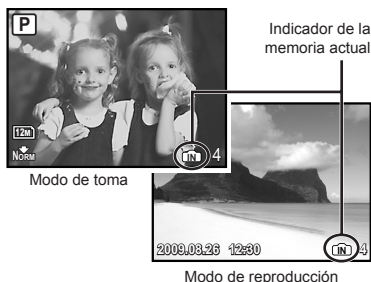 Indicador de la
memoria actual
P
12M
NORM
IN 4
Modo de toma
2009.08.26 12:30
IN 4
Modo de reproducción